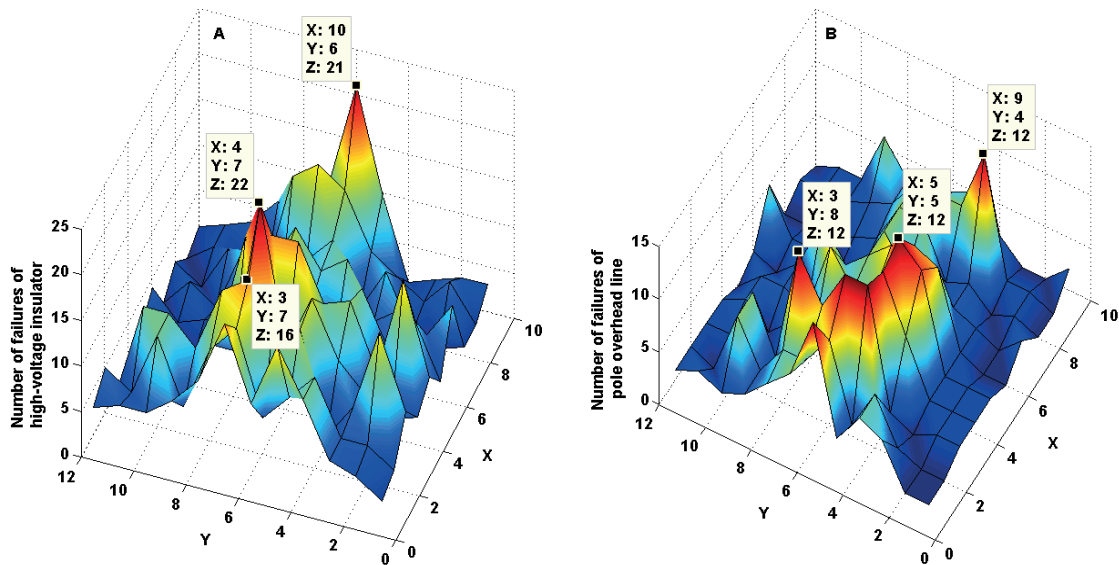 A
X: 10
Y: 6
Z: 21
X: 4
Y: 7
Z: 22
X: 3
Y: 7
Z: 16
Number of failures of
high-voltage insulator
25
20
15
10
5
0
12
10
8
6
4
2
0
Y
0
2
4
6
8
10
X
B
X: 9
Y: 4
Z: 12
X: 5
Y: 5
Z: 12
X: 3
Y: 8
Z: 12
Number of failures of
pole overhead line
15
10
5
0
12
10
8
6
4
2
0
Y
0
2
4
6
8
10
X